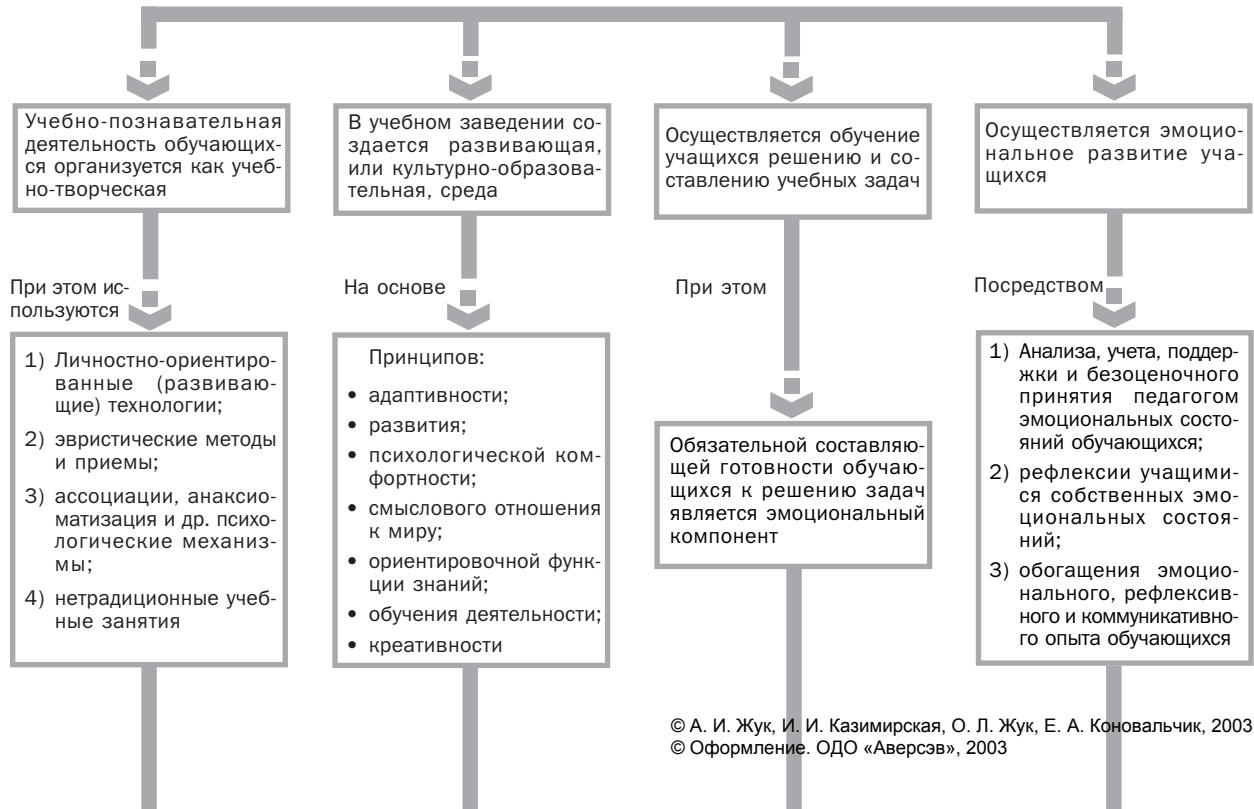 Учебно-познавательная
деятельность обучающих-
ся организуется как учеб-
но-творческая
При этом ис-
пользуются
1) Личностно-ориентиро-
ванные (развиваю-
щие) технологии;
2) эвристические методы
и приемы;
3) ассоциации, анаксио-
матизация и др. психо-
логические механиз-
мы;
4) нетрадиционные учеб-
ные занятия
В учебном заведении со-
здается развивающая,
или культурно-образова-
тельная, среда
На основе
Принципов:
• адаптивности;
• развития;
• психологической ком-
фортности;
• смыслового отношения
к миру;
• ориентировочной функ-
ции знаний;
• обучения деятельности;
• креативности
Осуществляется обучение
учащихся решению и со-
ставлению учебных задач
При этом
Обязательной составляю-
щей готовности обучаю-
щихся к решению задач
является эмоциональный
компонент
Осуществляется эмоцио-
нальное развитие уча-
щихся
Посредством
1) Анализа, учета, поддер-
жки и безоценочного
принятия педагогом
эмоциональных состо-
яний обучающихся;
2) рефлексии учащими-
ся собственных эмо-
циональных состоя-
ний;
3) обогащения эмоцио-
нального, рефлексив-
ного и коммуникативно-
го опыта обучающихся
© А. И. Жук, И. И. Казимирская, О. Л. Жук, Е. А. Коновальчик, 2003
© Оформление. ОДО «Аверсэв», 2003